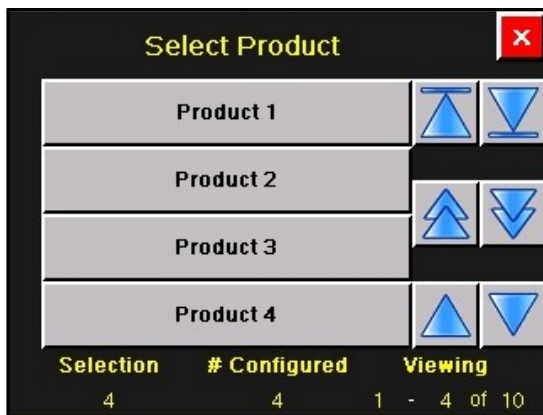 Select Product
Product 1
Product 2
Product 3
Product 4
Selection # Configured Viewing
4 4 1 - 4 of 10